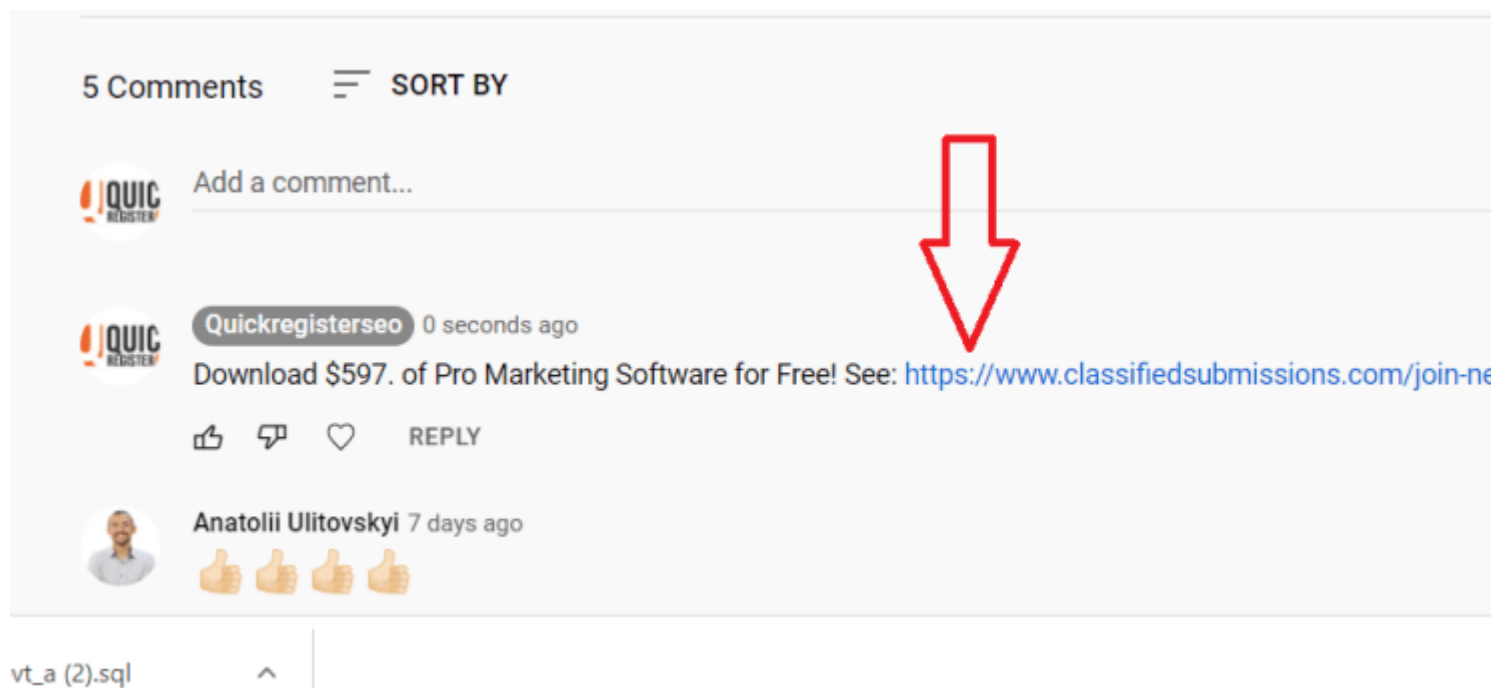 5 Comments SORT BY
QUIC
REGISTER
Add a comment...
QUIC
REGISTER
Quickregisterseo 0 seconds ago
Download $597. of Pro Marketing Software for Free! See: https://www.classifiedsubmissions.com/join-ne
REPLY
Anatolii Ulitovskyi 7 days ago
vt_a (2).sql